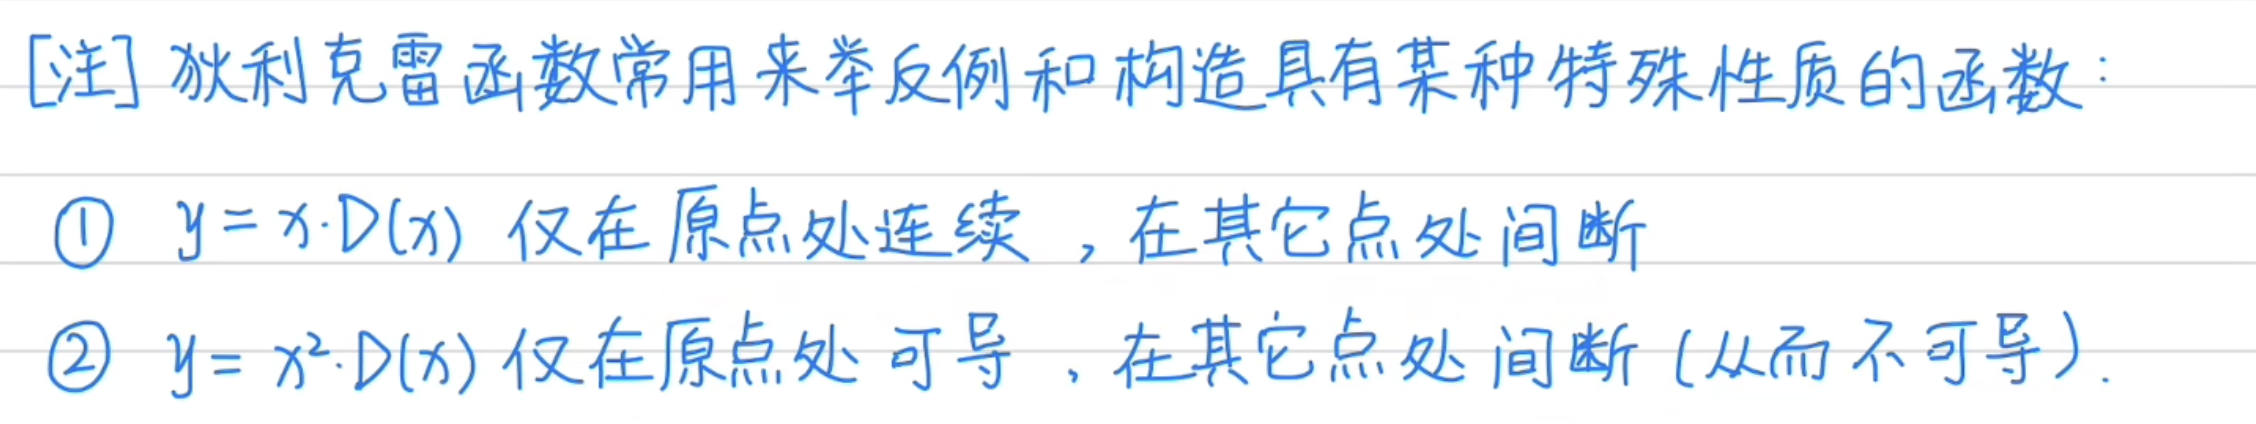 [注] 狄利克雷函数常用来举反例和构造具有某种特殊性质的函数:
① y=x·D(x) 仅在原点处连续,在其它点处间断
② y=x²·D(x) 仅在原点处可导,在其它点处间断(从而不可导).